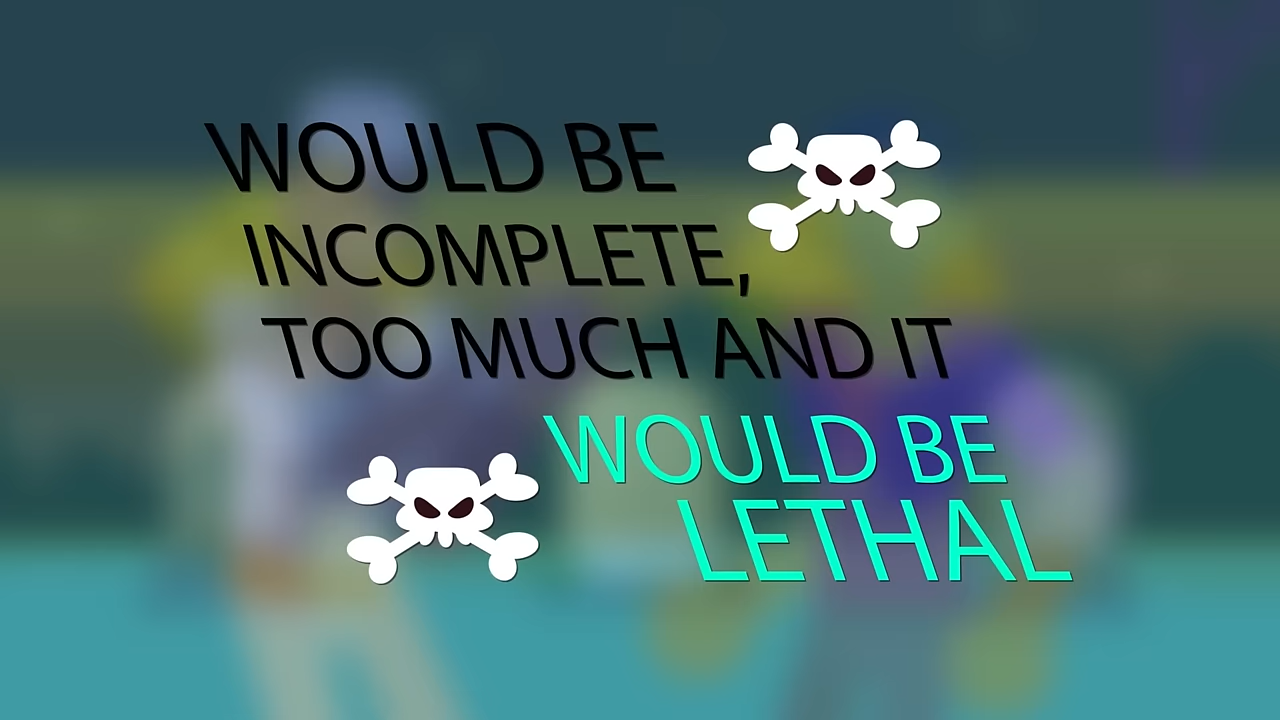 WOULD BE
INCOMPLETE,
TOO MUCH AND IT
WOULD BE
LETHAL